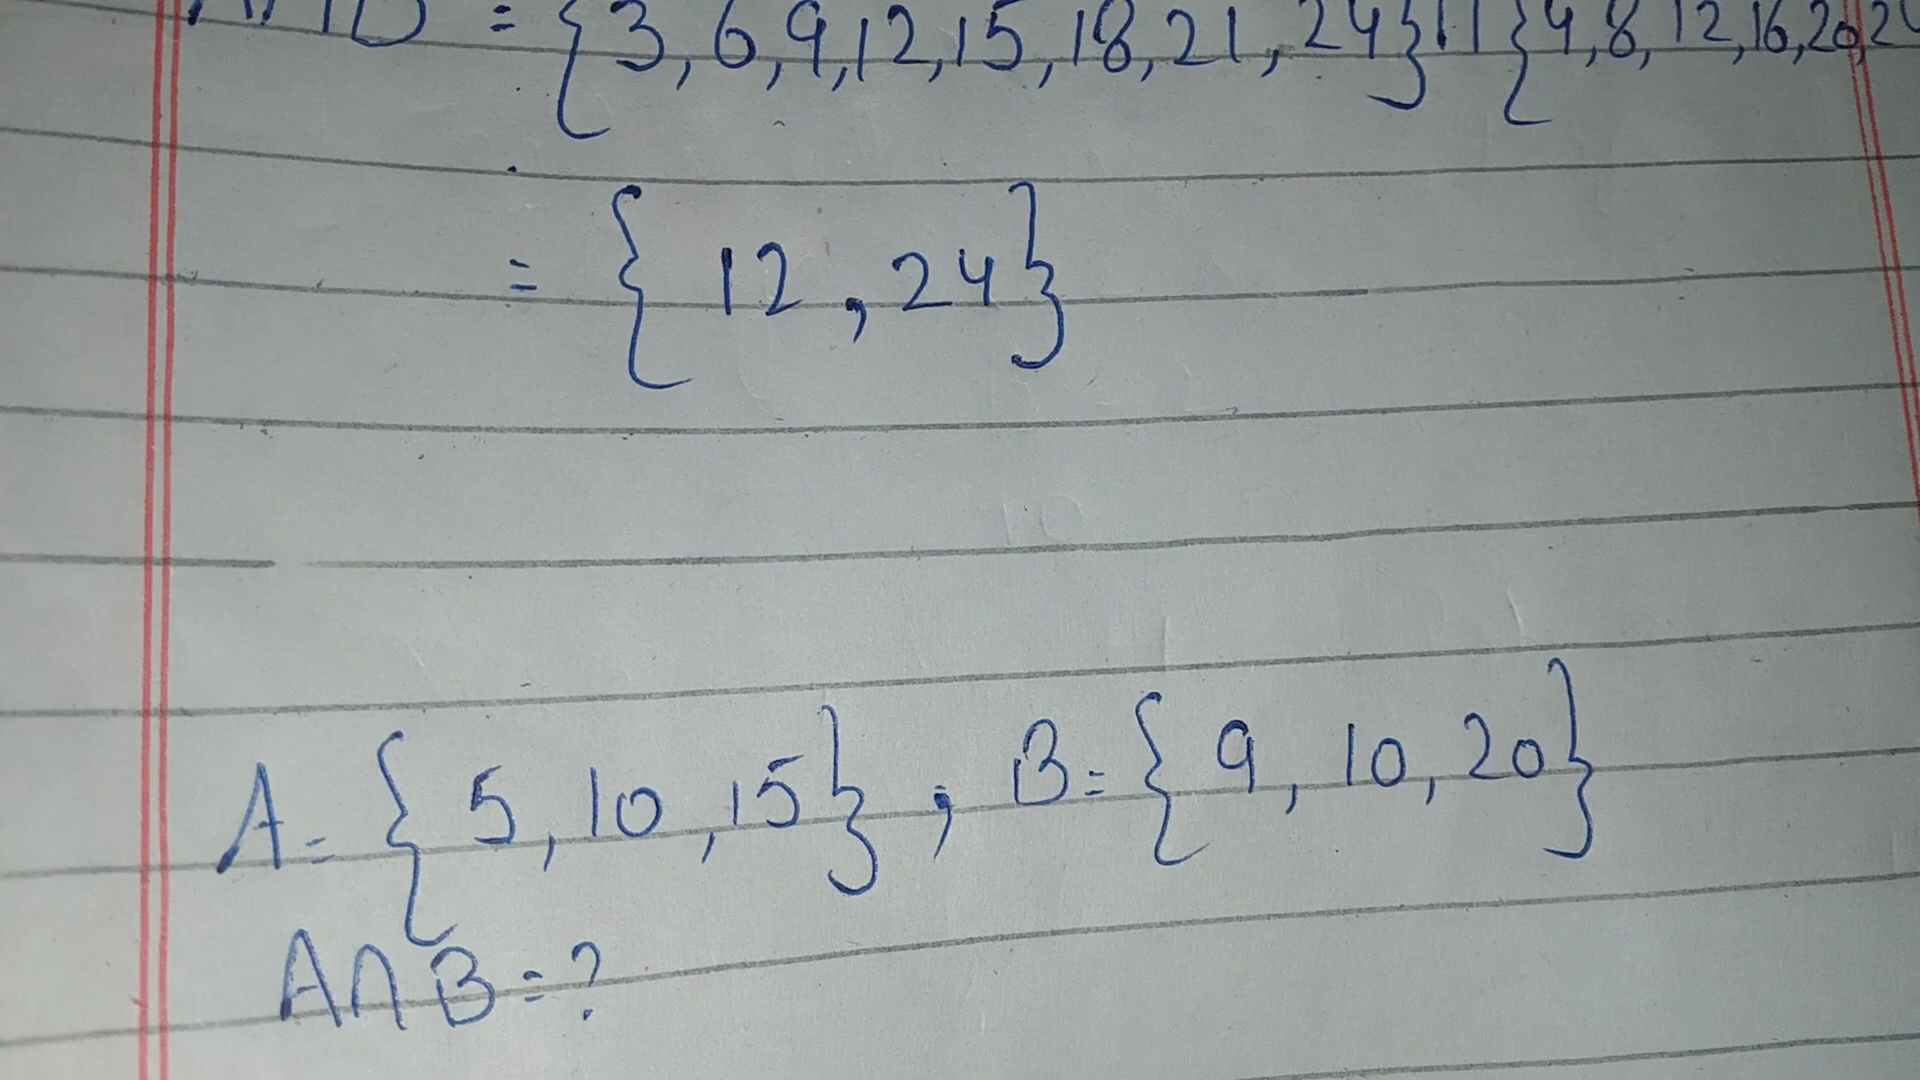 A∩B = {3, 6, 9, 12, 15, 18, 21, 24} ∩ {4, 8, 12, 16, 20, 24
= {12, 24}
A = {5, 10, 15} , B = {9, 10, 20}
A∩B = ?